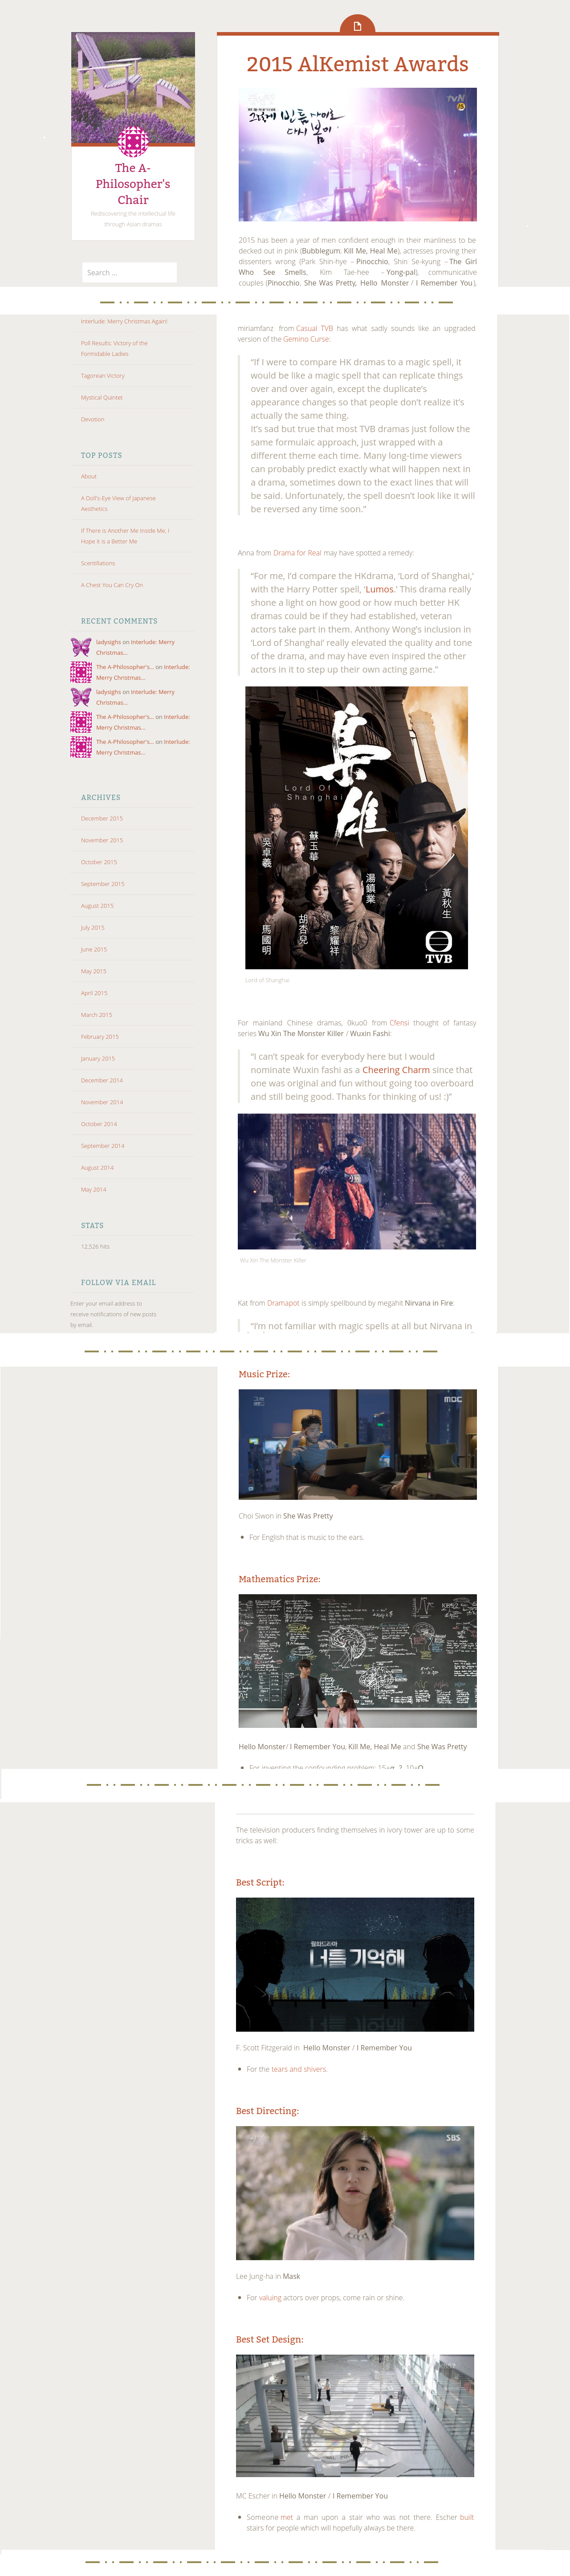 2015 AlKemist Awards
tvN
그렇게 빈틈 자리로
다시 봄이
The A-
Philosopher's
Chair
Rediscovering the intellectual life
through Asian dramas
Search ...
2015 has been a year of men confident enough in their manliness to be
decked out in pink (Bubblegum, Kill Me, Heal Me), actresses proving their
dissenters wrong (Park Shin-hye - Pinocchio, Shin Se-kyung - The Girl
Who See Smells, Kim Tae-hee - Yong-pal), communicative
couples (Pinocchio, She Was Pretty, Hello Monster / I Remember You),
Interlude: Merry Christmas Again!
Poll Results: Victory of the
Formidable Ladies
Tagorean Victory
Mystical Quintet
Devotion
TOP POSTS
About
A Doll's Eye View of Japanese
Aesthetics
If There is Another Me Inside Me, I
Hope it is a Better Me
Scentillations
A Chest You Can Cry On
RECENT COMMENTS
ladysighs on Interlude: Merry
Christmas...
The A-Philosopher's... on Interlude:
Merry Christmas...
ladysighs on Interlude: Merry
Christmas...
The A-Philosopher's... on Interlude:
Merry Christmas...
The A-Philosopher's... on Interlude:
Merry Christmas...
ARCHIVES
December 2015
November 2015
October 2015
September 2015
August 2015
July 2015
June 2015
May 2015
April 2015
March 2015
February 2015
January 2015
December 2014
November 2014
October 2014
September 2014
August 2014
May 2014
STATS
12,526 hits
FOLLOW VIA EMAIL
Enter your email address to
receive notifications of new posts
by email.
miriamfanz from Casual TVB has what sadly sounds like an upgraded
version of the Gemino Curse:
“If I were to compare HK dramas to a magic spell, it
would be like a magic spell that can replicate things
over and over again, except the duplicate’s
appearance changes so that people don’t realize it’s
actually the same thing.
It’s sad but true that most TVB dramas just follow the
same formulaic approach, just wrapped with a
different theme each time. Many long-time viewers
can probably predict exactly what will happen next in
a drama, sometimes down to the exact lines that will
be said. Unfortunately, the spell doesn’t look like it will
be reversed any time soon.”
Anna from Drama for Real may have spotted a remedy:
“For me, I’d compare the HKdrama, ‘Lord of Shanghai,’
with the Harry Potter spell, ‘Lumos.’ This drama really
shone a light on how good or how much better HK
dramas could be if they had established, veteran
actors take part in them. Anthony Wong’s inclusion in
‘Lord of Shanghai’ really elevated the quality and tone
of the drama, and may have even inspired the other
actors in it to step up their own acting game.”
梟雄
Lord Of
Shanghai
吳卓羲
蘇玉華
湯鎮業
黃秋生
馬國明
胡杏兒
黎耀祥
TVB
Lord of Shanghai
For mainland Chinese dramas, 0kuo0 from Cfensi thought of fantasy
series Wu Xin The Monster Killer / Wuxin Fashi:
“I can’t speak for everybody here but I would
nominate Wuxin fashi as a Cheering Charm since that
one was original and fun without going too overboard
and still being good. Thanks for thinking of us! :)”
Wu Xin The Monster Killer
Kat from Dramapot is simply spellbound by megahit Nirvana in Fire:
“I’m not familiar with magic spells at all but Nirvana in
Music Prize:
MBC
Choi Siwon in She Was Pretty
For English that is music to the ears.
Mathematics Prize:
KBS2
Hello Monster/ I Remember You, Kill Me, Heal Me and She Was Pretty
The television producers finding themselves in ivory tower are up to some
tricks as well:
Best Script:
월화드라마
너를 기억해
F. Scott Fitzgerald in Hello Monster / I Remember You
For the tears and shivers.
Best Directing:
SBS
Lee Jung-ha in Mask
For valuing actors over props, come rain or shine.
Best Set Design:
MC Escher in Hello Monster / I Remember You
Someone met a man upon a stair who was not there. Escher built
stairs for people which will hopefully always be there.